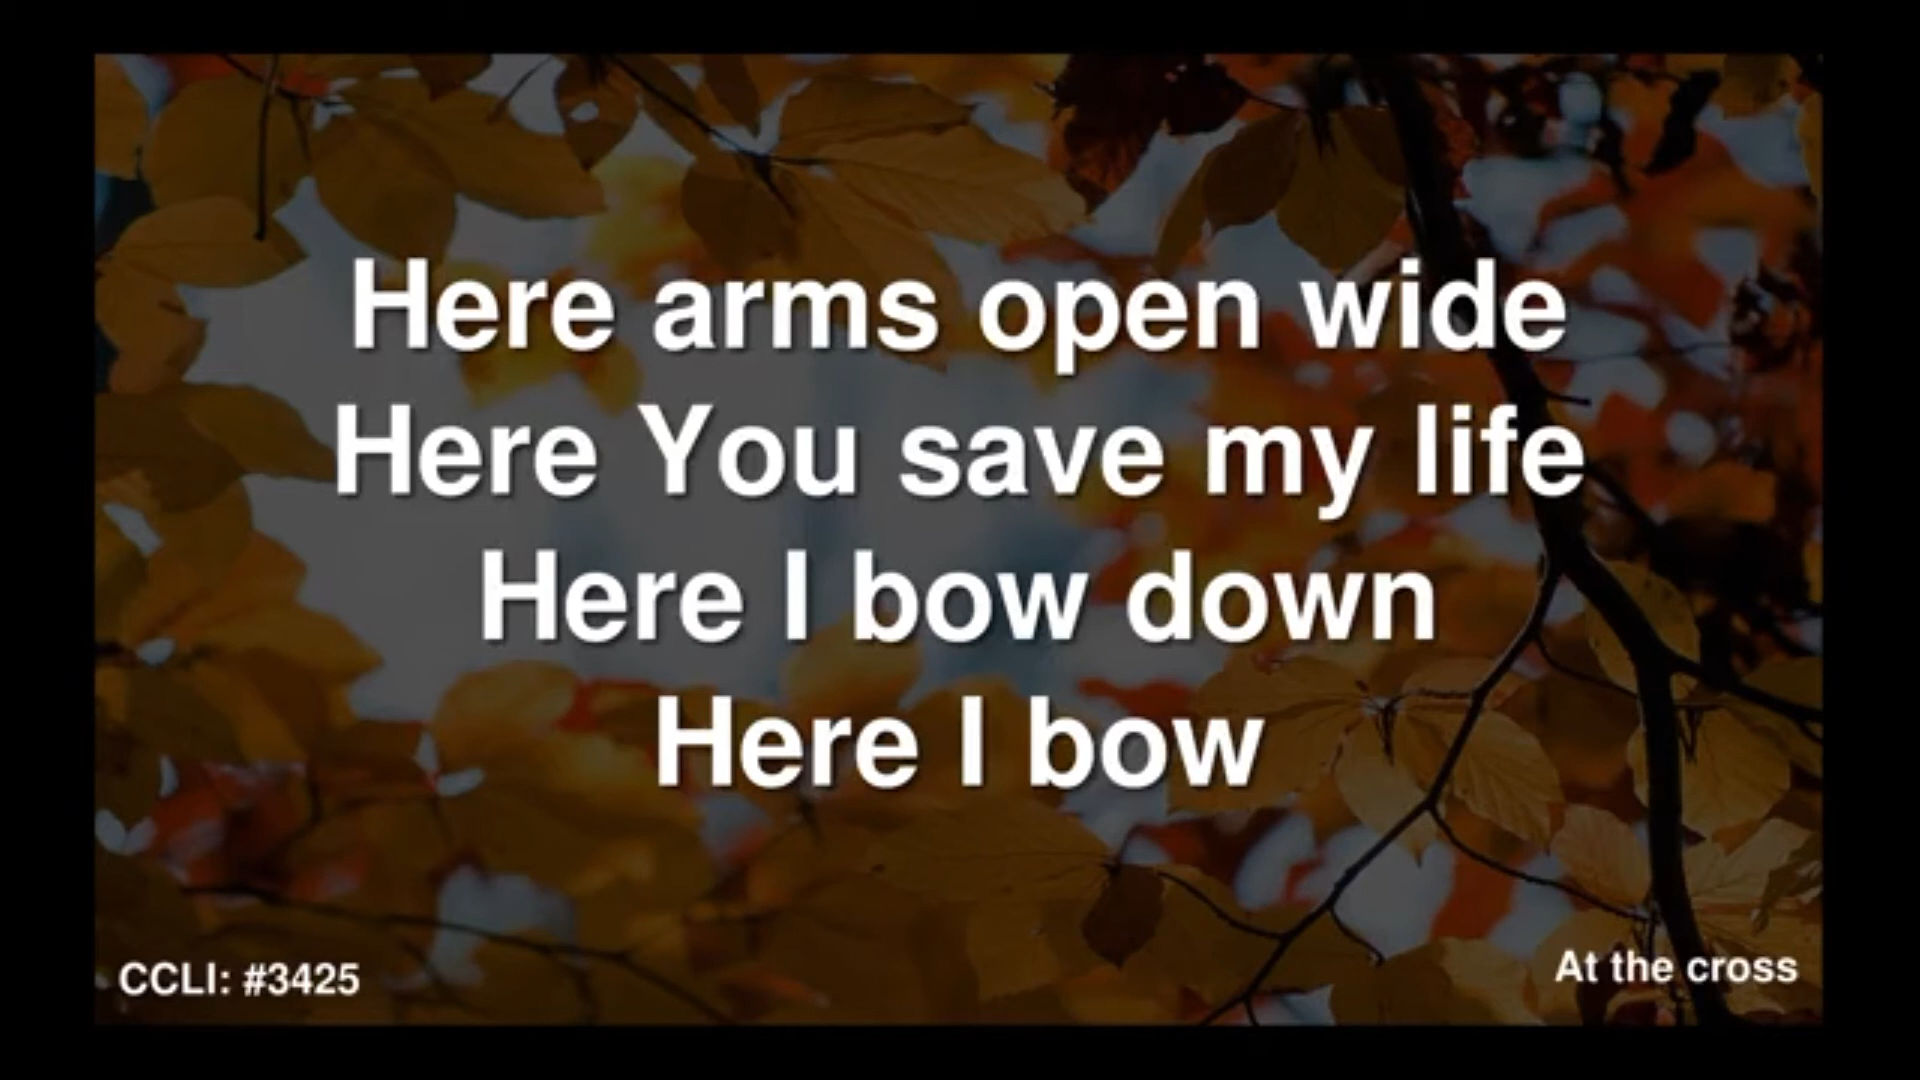 Here arms open wide
Here You save my life
Here I bow down
Here I bow
CCLI: #3425
At the cross